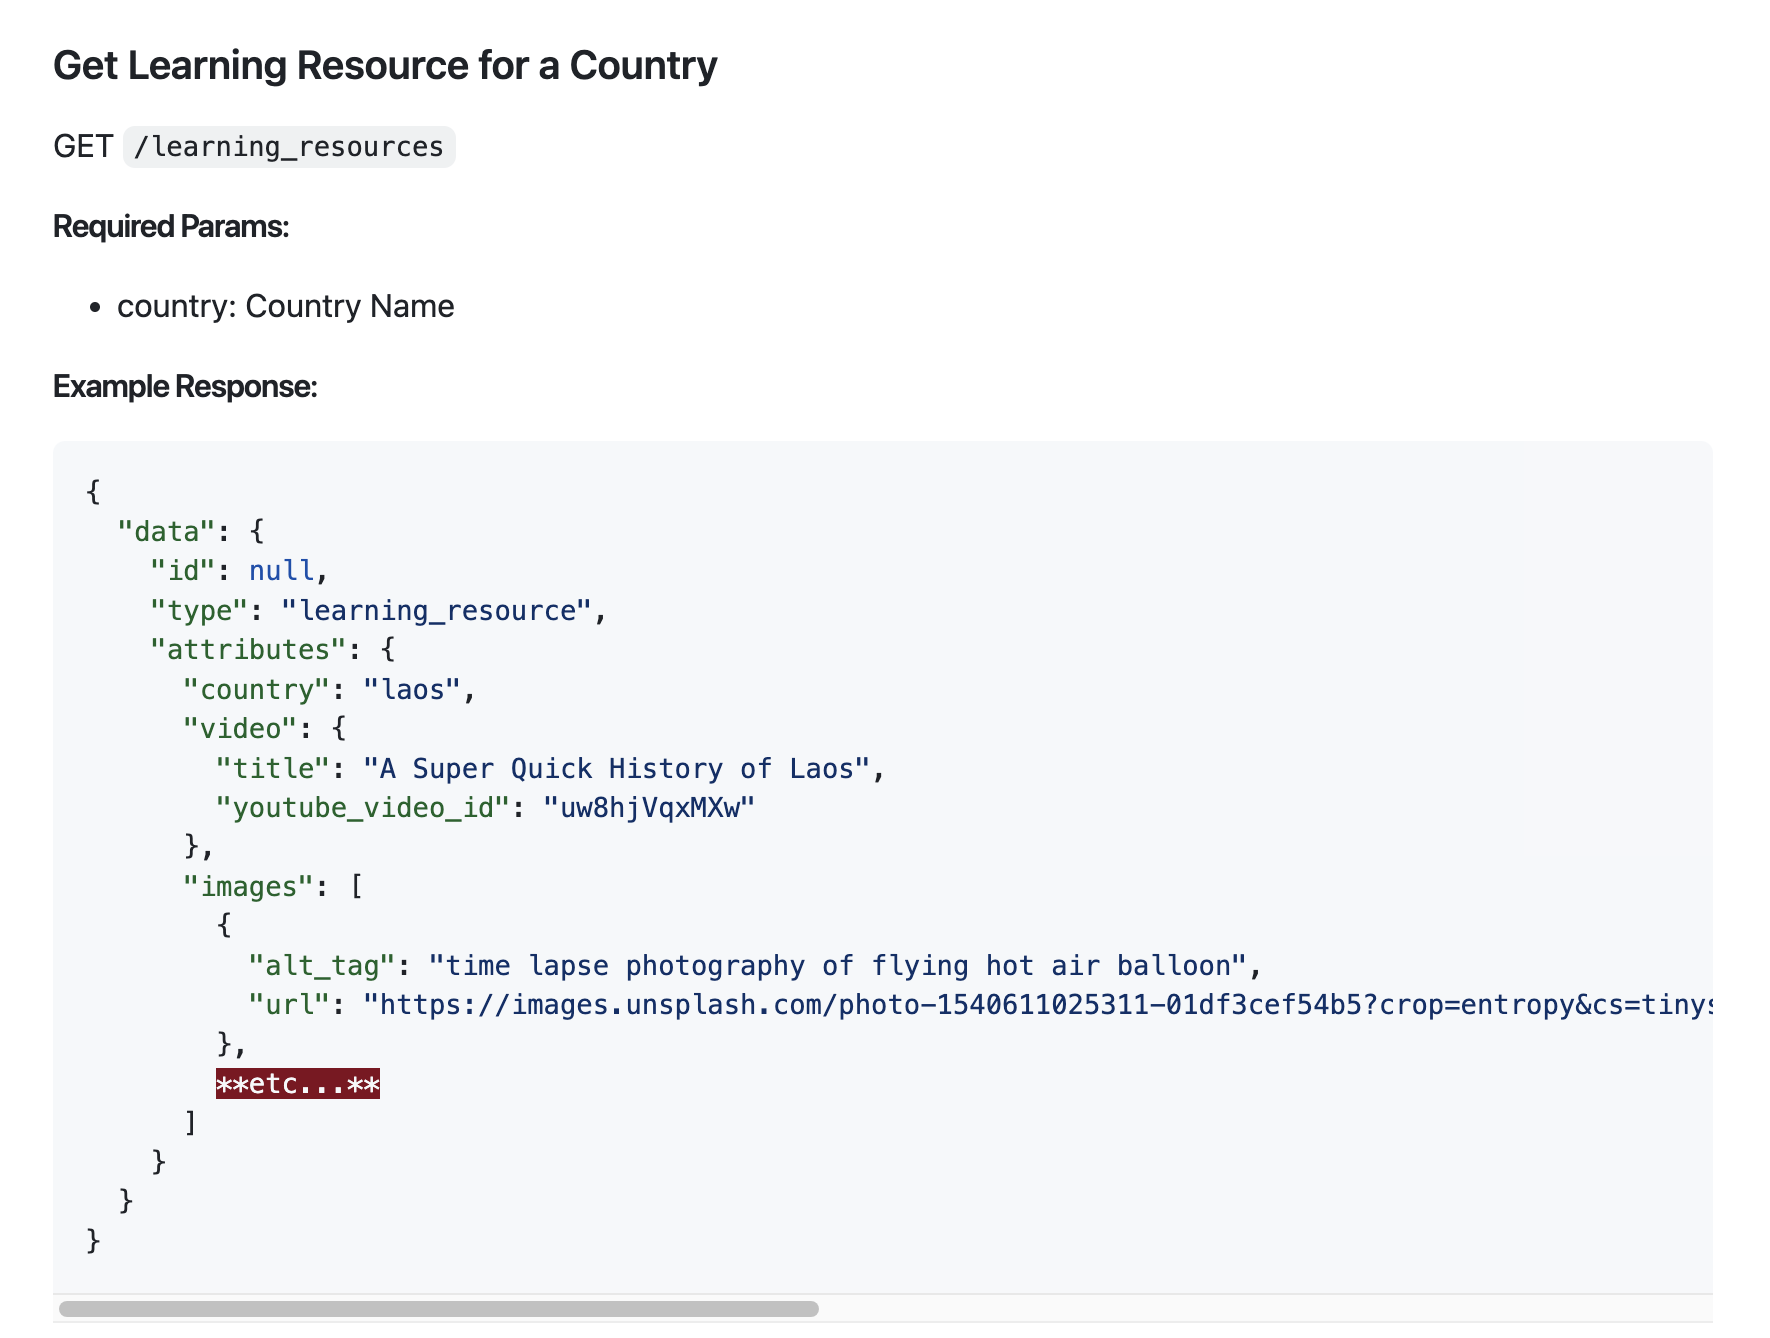 Get Learning Resource for a Country
GET /learning_resources
Required Params:
• country: Country Name
Example Response:
{
  "data": {
    "id": null,
    "type": "learning_resource",
    "attributes": {
      "country": "laos",
      "video": {
        "title": "A Super Quick History of Laos",
        "youtube_video_id": "uw8hjVqxMXw"
      },
      "images": [
        {
          "alt_tag": "time lapse photography of flying hot air balloon",
          "url": "https://images.unsplash.com/photo-1540611025311-01df3cef54b5?crop=entropy&cs=tinys
        },
        **etc...**
      ]
    }
  }
}